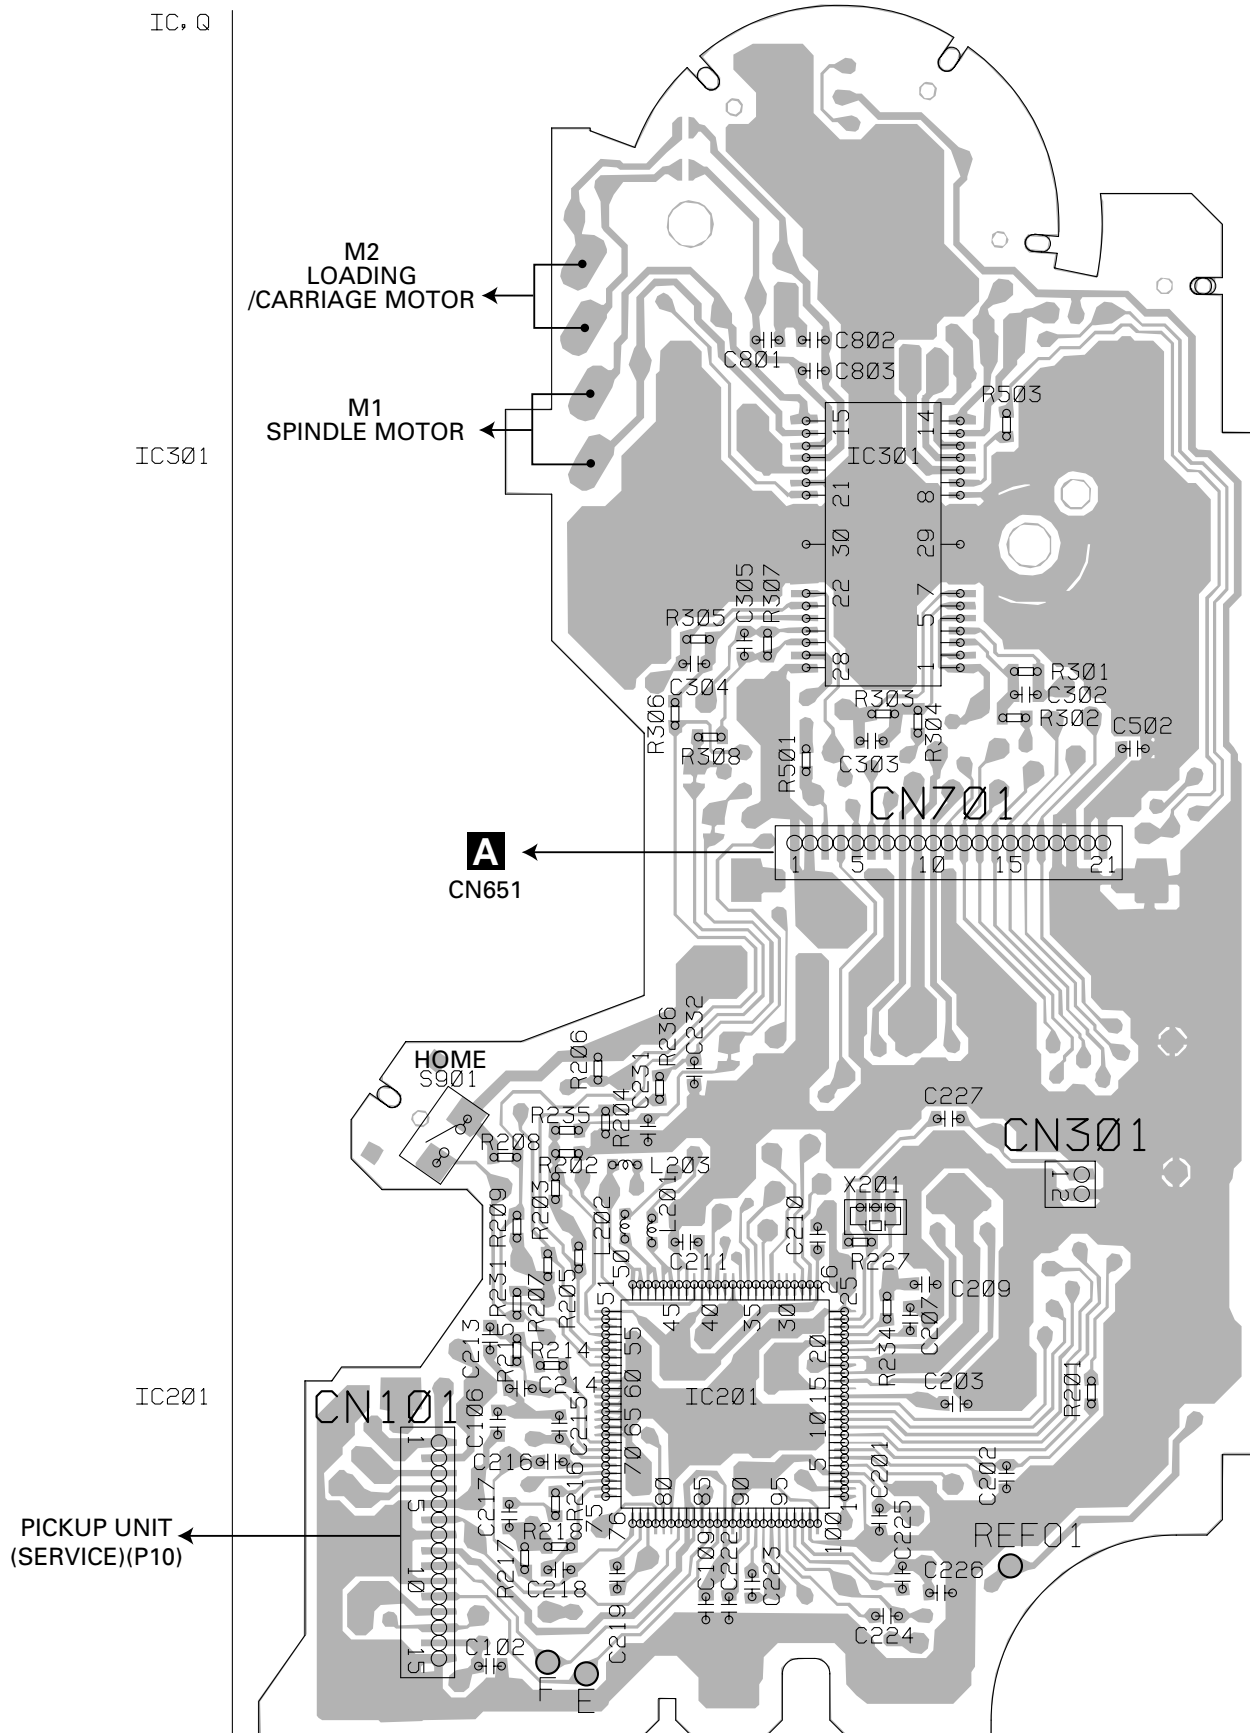 IC, Q
M2
LOADING
/CARRIAGE MOTOR
C801
C802
C803
M1
SPINDLE MOTOR
R503
IC301
15
14
IC301
21
8
30
29
22
7
5
28
1
C305
R307
R305
C304
R306
R308
R301
C302
R302
R303
R304
C303
R501
C502
CN701
1
5
10
15
21
A
CN651
HOME
S901
R206
C231
R236
C232
R235
R204
R208
R202
L203
C227
CN301
1
2
R209
R203
L202
L201
C211
C210
X201
R227
R231
R207
R205
50
45
40
35
30
26
51
25
C209
C207
R234
C213
R215
R214
C214
55
60
65
70
75
20
15
10
5
1
IC201
IC201
C203
R201
CN101
1
5
10
15
C106
C215
C216
R216
C217
R218
R217
C218
76
80
85
90
95
100
C201
C202
C225
REFO1
PICKUP UNIT
(SERVICE)(P10)
C219
C109
C222
C223
C226
C224
C102
F
E